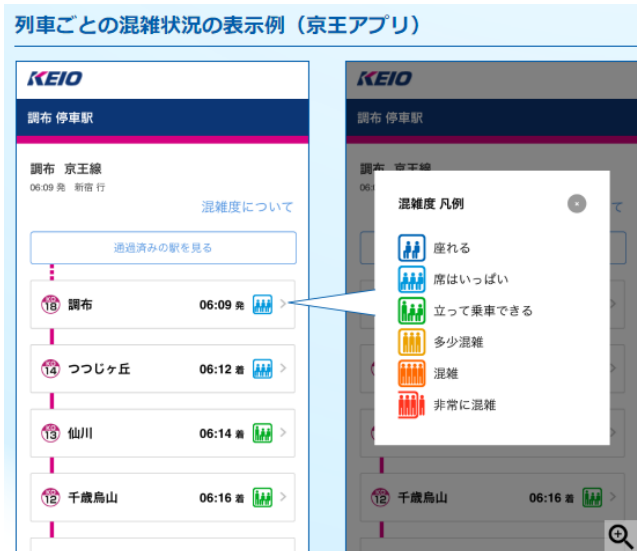 列車ごとの混雑状況の表示例（京王アプリ）
KEIO
調布 停車駅
調布 京王線
06:09 発 新宿 行
混雑度について
通過済みの駅を見る
18 調布 06:09 発
14 つつじヶ丘 06:12 着
13 仙川 06:14 着
12 千歳烏山 06:16 着
KEIO
調布 停車駅
調布 京王線
て
混雑度 凡例
座れる
席はいっぱい
立って乗車できる
多少混雑
混雑
非常に混雑
12 千歳烏山 06:16 着